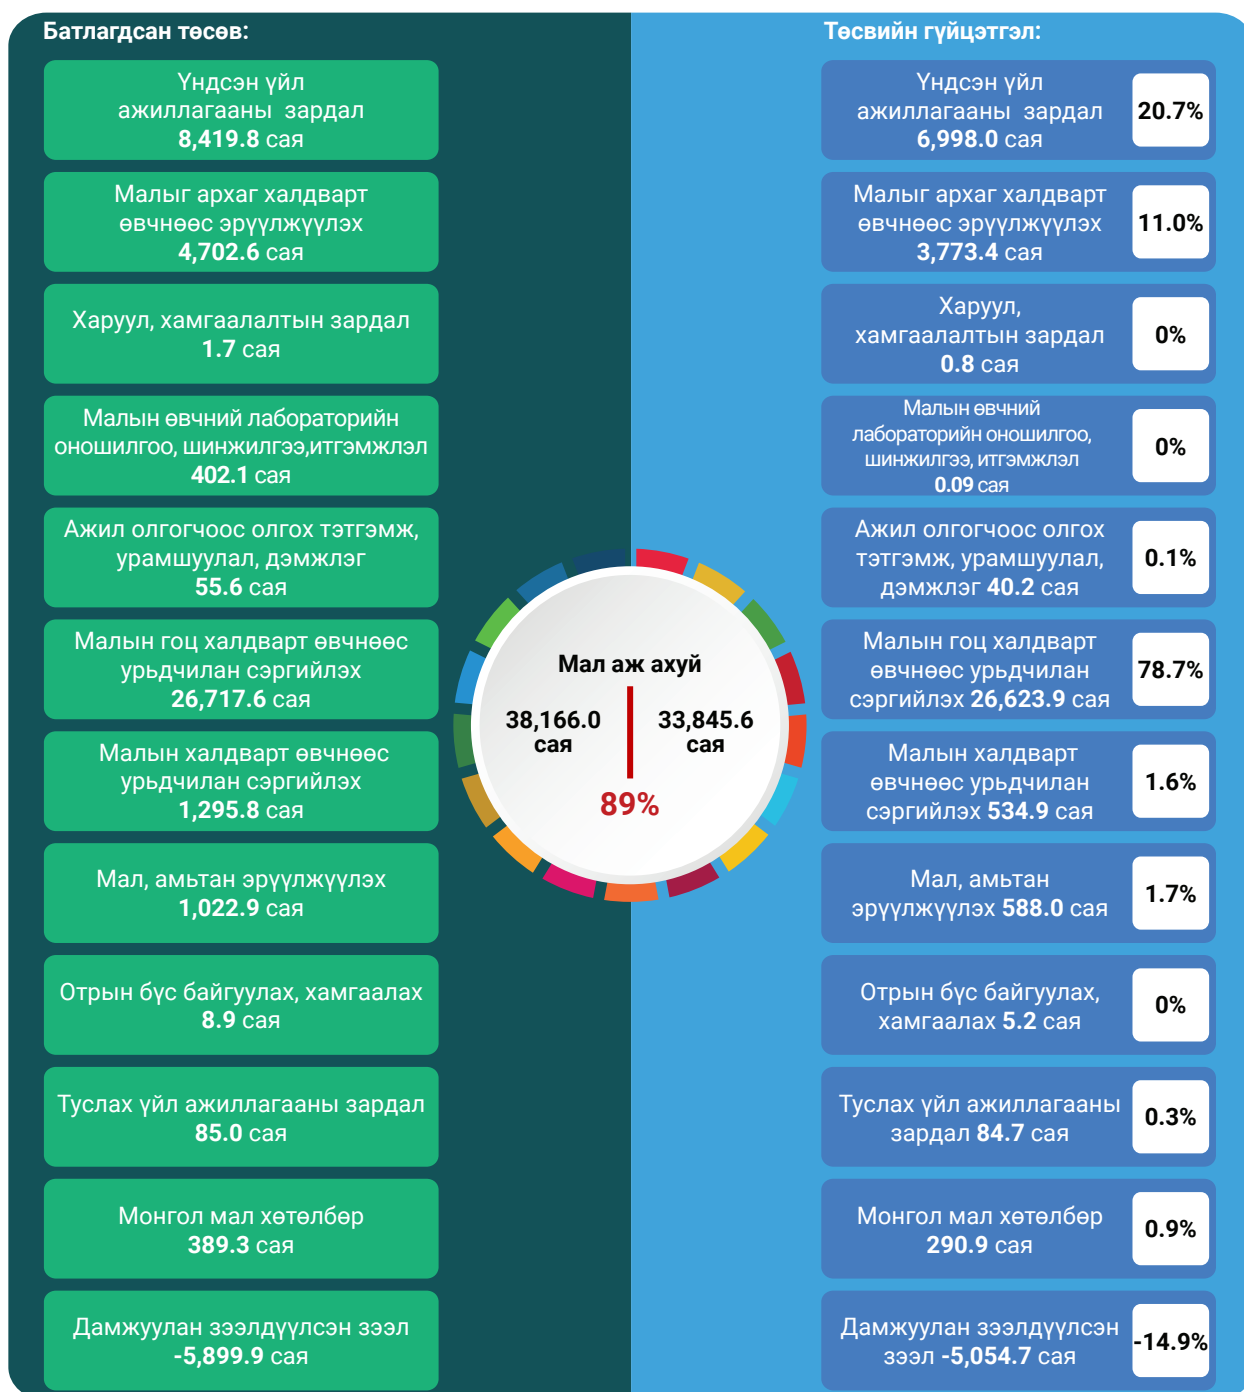 Батлагдсан төсөв:
Үндсэн үйл
ажиллагааны зардал
8,419.8 сая
Малыг архаг халдварт
өвчнөөс эрүүлжүүлэх
4,702.6 сая
Харуул, хамгаалалтын зардал
1.7 сая
Малын өвчний лабораторийн
оношилгоо, шинжилгээ,итгэмжлэл
402.1 сая
Ажил олгогчоос олгох тэтгэмж,
урамшуулал, дэмжлэг
55.6 сая
Малын гоц халдварт өвчнөөс
урьдчилан сэргийлэх
26,717.6 сая
Малын халдварт өвчнөөс
урьдчилан сэргийлэх
1,295.8 сая
Мал, амьтан эрүүлжүүлэх
1,022.9 сая
Отрын бүс байгуулах, хамгаалах
8.9 сая
Туслах үйл ажиллагааны зардал
85.0 сая
Монгол мал хөтөлбөр
389.3 сая
Дамжуулан зээлдүүлсэн зээл
-5,899.9 сая
Мал аж ахуй
38,166.0
сая
33,845.6
сая
89%
Төсвийн гүйцэтгэл:
Үндсэн үйл
ажиллагааны зардал
6,998.0 сая
20.7%
Малыг архаг халдварт
өвчнөөс эрүүлжүүлэх
3,773.4 сая
11.0%
Харуул,
хамгаалалтын зардал
0.8 сая
0%
Малын өвчний
лабораторийн оношилгоо,
шинжилгээ, итгэмжлэл
0.09 сая
0%
Ажил олгогчоос олгох
тэтгэмж, урамшуулал,
дэмжлэг 40.2 сая
0.1%
Малын гоц халдварт
өвчнөөс урьдчилан
сэргийлэх 26,623.9 сая
78.7%
Малын халдварт
өвчнөөс урьдчилан
сэргийлэх 534.9 сая
1.6%
Мал, амьтан
эрүүлжүүлэх 588.0 сая
1.7%
Отрын бүс байгуулах,
хамгаалах 5.2 сая
0%
Туслах үйл ажиллагааны
зардал 84.7 сая
0.3%
Монгол мал хөтөлбөр
290.9 сая
0.9%
Дамжуулан зээлдүүлсэн
зээл -5,054.7 сая
-14.9%